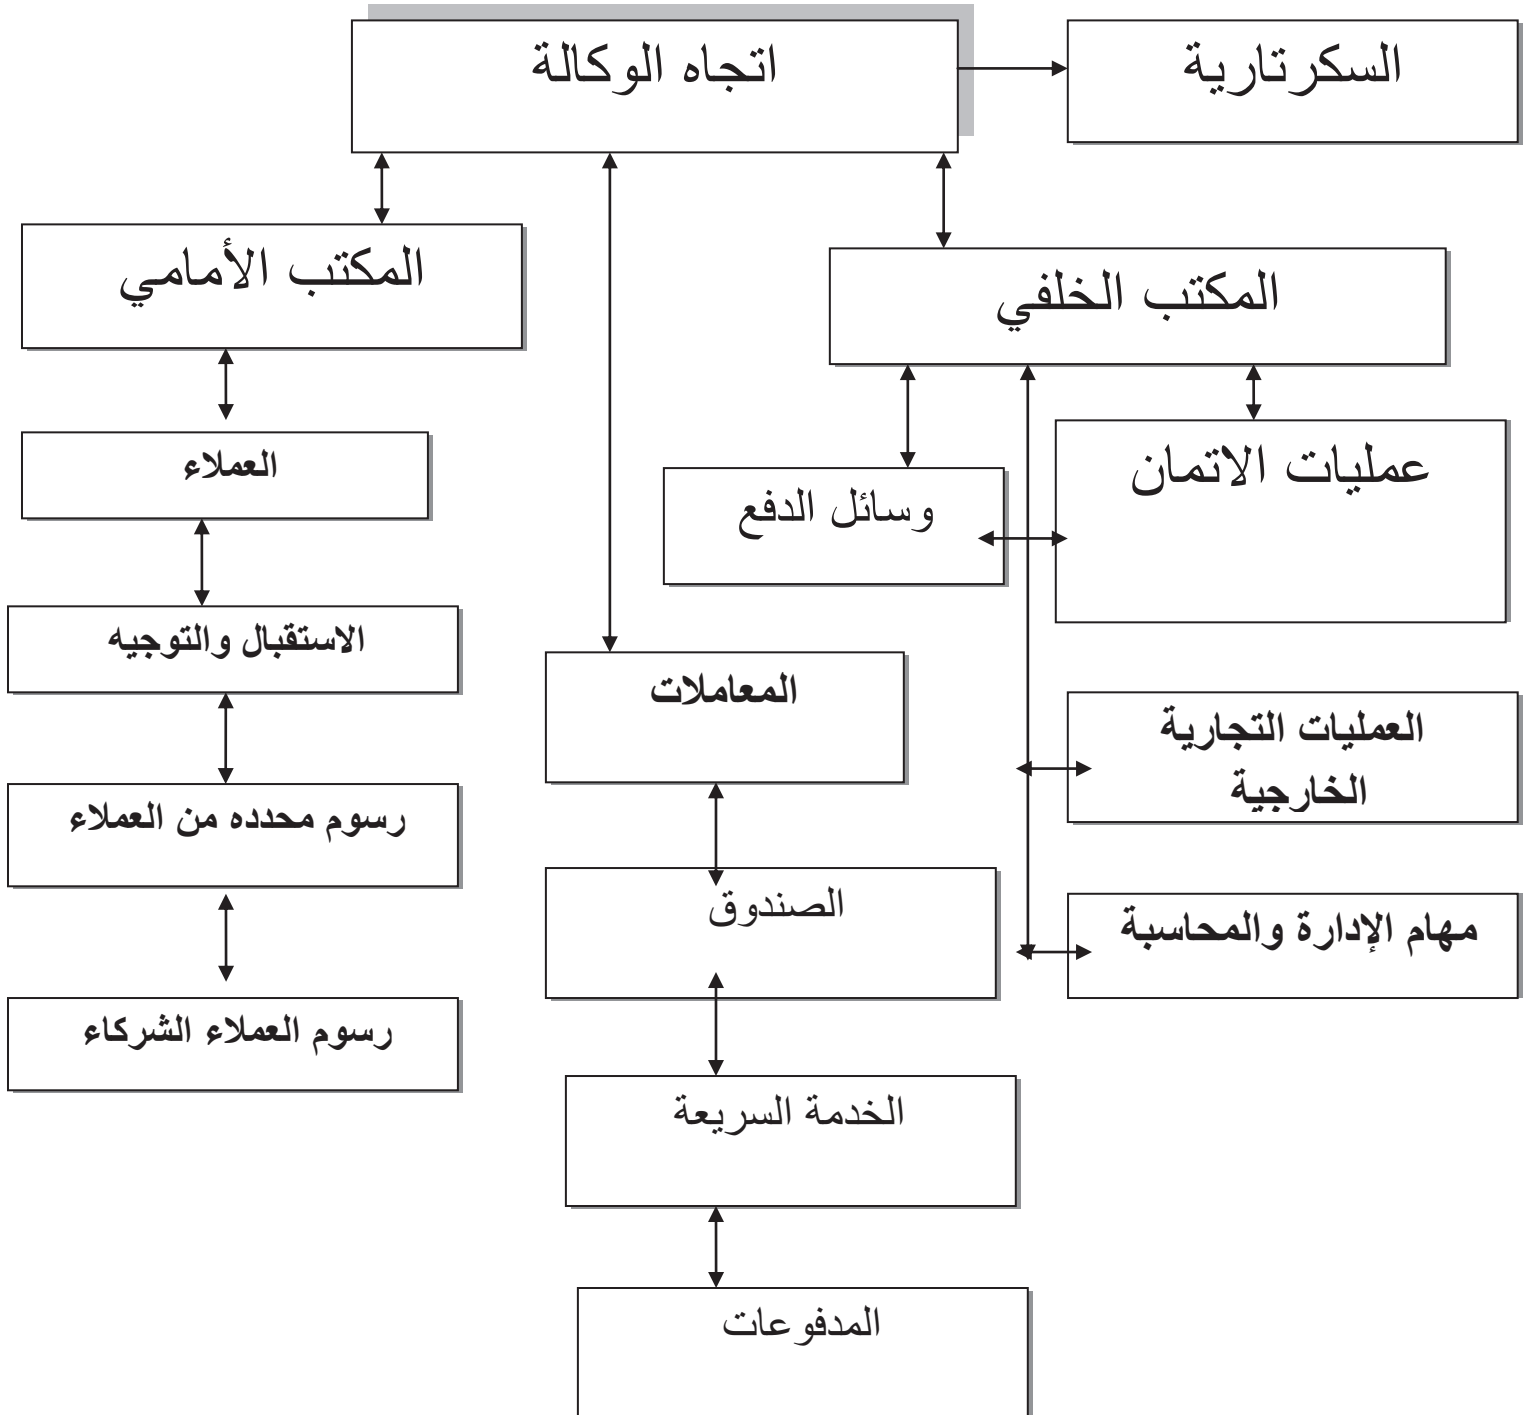 السكرتارية
اتجاه الوكالة
المكتب الأمامي
المكتب الخلفي
العملاء
عمليات الاتمان
وسائل الدفع
الاستقبال والتوجيه
المعاملات
العمليات التجارية
الخارجية
رسوم محدده من العملاء
الصندوق
مهام الإدارة والمحاسبة
رسوم العملاء الشركاء
الخدمة السريعة
المدفوعات